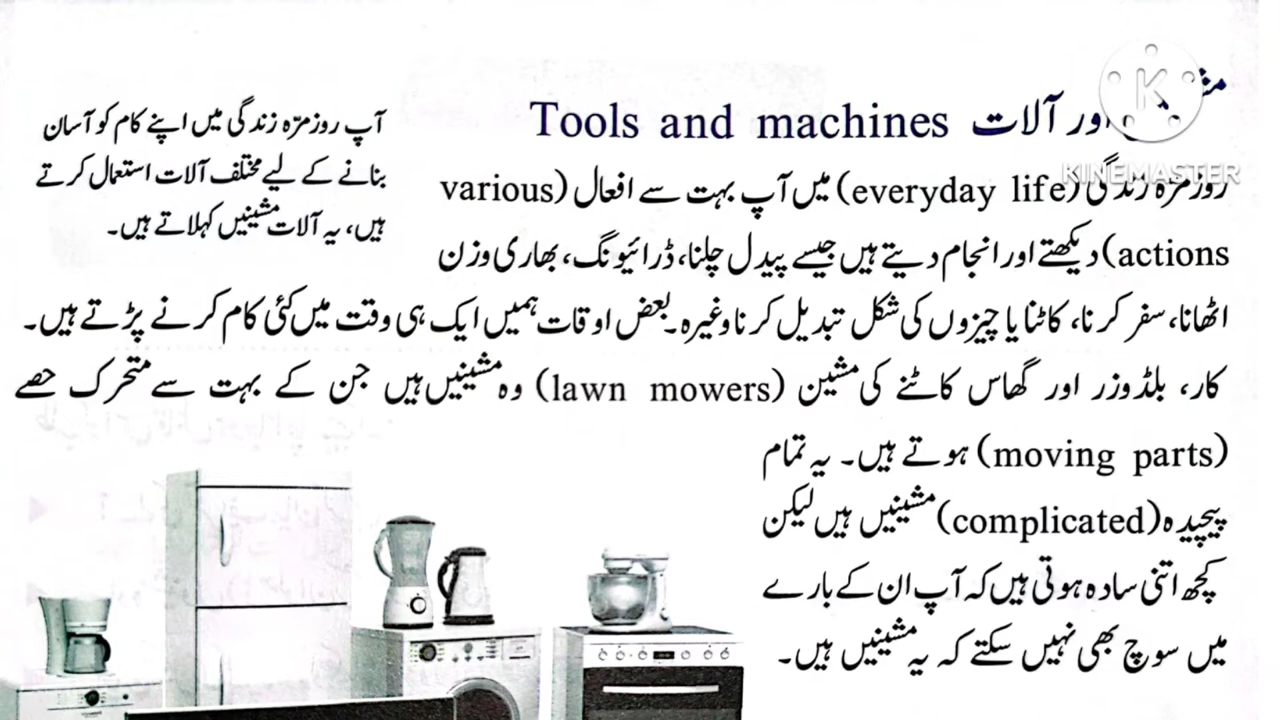 اور آلات Tools and machines
روزمرّہ زندگی (everyday life) میں آپ بہت سے افعال (various
actions) دیکھتے اور انجام دیتے ہیں جیسے پیدل چلنا، ڈرائیونگ، بھاری وزن
اٹھانا، سفر کرنا، کاٹنا یا چیزوں کی شکل تبدیل کرنا وغیرہ۔ بعض اوقات ہمیں ایک ہی وقت میں کئی کام کرنے پڑتے ہیں۔
کار، بلڈوزر اور گھاس کاٹنے کی مشین (lawn mowers) وہ مشینیں ہیں جن کے بہت سے متحرک حصے
(moving parts) ہوتے ہیں۔ یہ تمام
پیچیدہ (complicated) مشینیں ہیں لیکن
کچھ اتنی سادہ ہوتی ہیں کہ آپ ان کے بارے
میں سوچ بھی نہیں سکتے کہ یہ مشینیں ہیں۔
آپ روزمرّہ زندگی میں اپنے کام کو آسان
بنانے کے لیے مختلف آلات استعمال کرتے
ہیں، یہ آلات مشینیں کہلاتے ہیں۔
K
KINEMASTER